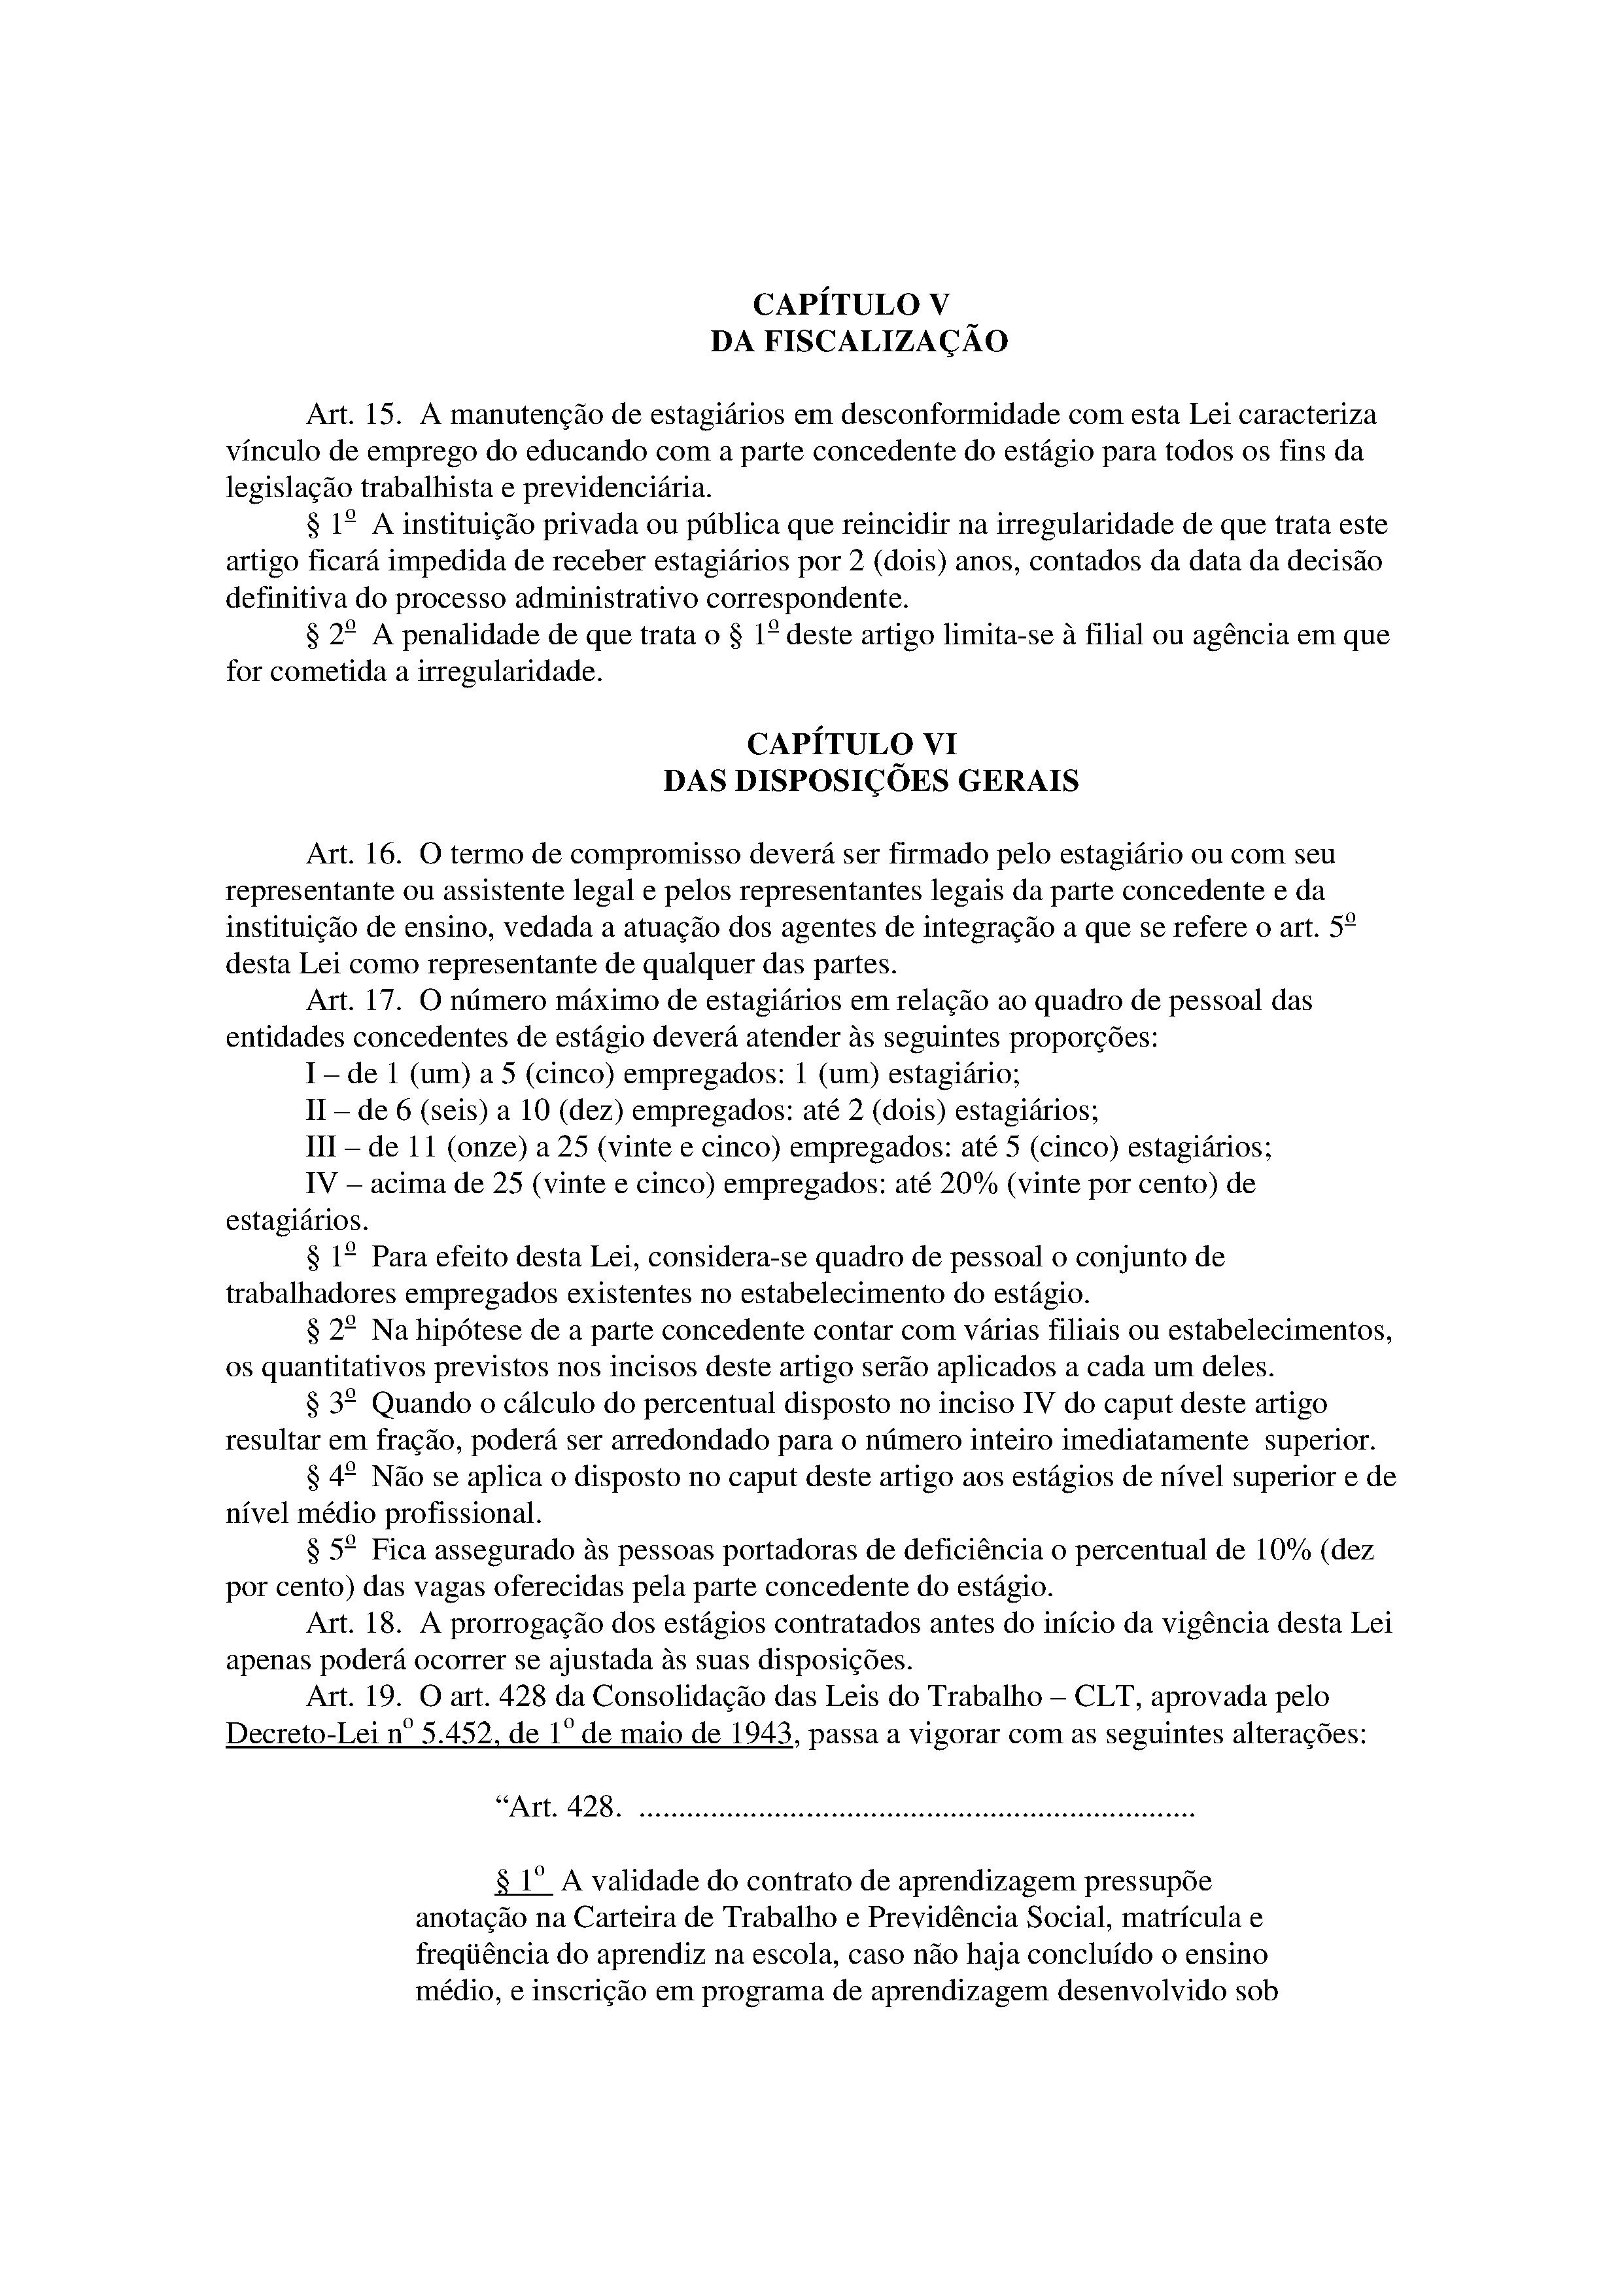 CAPÍTULO V
DA FISCALIZAÇÃO
Art. 15.  A manutenção de estagiários em desconformidade com esta Lei caracteriza
vínculo de emprego do educando com a parte concedente do estágio para todos os fins da
legislação trabalhista e previdenciária.
§ 1º  A instituição privada ou pública que reincidir na irregularidade de que trata este
artigo ficará impedida de receber estagiários por 2 (dois) anos, contados da data da decisão
definitiva do processo administrativo correspondente.
§ 2º  A penalidade de que trata o § 1º deste artigo limita-se à filial ou agência em que
for cometida a irregularidade.
CAPÍTULO VI
DAS DISPOSIÇÕES GERAIS
Art. 16.  O termo de compromisso deverá ser firmado pelo estagiário ou com seu
representante ou assistente legal e pelos representantes legais da parte concedente e da
instituição de ensino, vedada a atuação dos agentes de integração a que se refere o art. 5º
desta Lei como representante de qualquer das partes.
Art. 17.  O número máximo de estagiários em relação ao quadro de pessoal das
entidades concedentes de estágio deverá atender às seguintes proporções:
I – de 1 (um) a 5 (cinco) empregados: 1 (um) estagiário;
II – de 6 (seis) a 10 (dez) empregados: até 2 (dois) estagiários;
III – de 11 (onze) a 25 (vinte e cinco) empregados: até 5 (cinco) estagiários;
IV – acima de 25 (vinte e cinco) empregados: até 20% (vinte por cento) de
estagiários.
§ 1º  Para efeito desta Lei, considera-se quadro de pessoal o conjunto de
trabalhadores empregados existentes no estabelecimento do estágio.
§ 2º  Na hipótese de a parte concedente contar com várias filiais ou estabelecimentos,
os quantitativos previstos nos incisos deste artigo serão aplicados a cada um deles.
§ 3º  Quando o cálculo do percentual disposto no inciso IV do caput deste artigo
resultar em fração, poderá ser arredondado para o número inteiro imediatamente  superior.
§ 4º  Não se aplica o disposto no caput deste artigo aos estágios de nível superior e de
nível médio profissional.
§ 5º  Fica assegurado às pessoas portadoras de deficiência o percentual de 10% (dez
por cento) das vagas oferecidas pela parte concedente do estágio.
Art. 18.  A prorrogação dos estágios contratados antes do início da vigência desta Lei
apenas poderá ocorrer se ajustada às suas disposições.
Art. 19.  O art. 428 da Consolidação das Leis do Trabalho – CLT, aprovada pelo
Decreto-Lei nº 5.452, de 1º de maio de 1943, passa a vigorar com as seguintes alterações:
“Art. 428.  ......................................................................
§ 1º  A validade do contrato de aprendizagem pressupõe
anotação na Carteira de Trabalho e Previdência Social, matrícula e
freqüência do aprendiz na escola, caso não haja concluído o ensino
médio, e inscrição em programa de aprendizagem desenvolvido sob